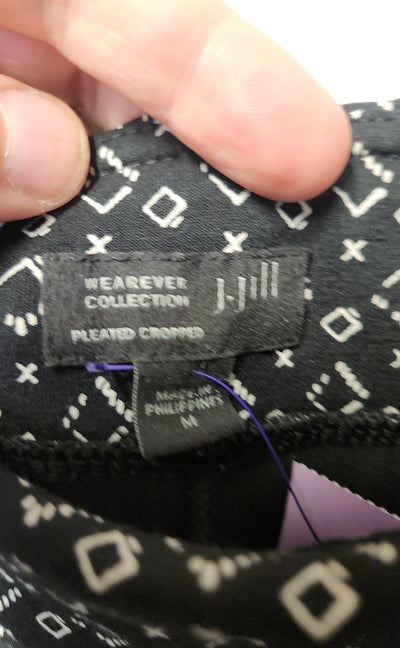 WEAREVER
COLLECTION
J.Jill
PLEATED CROPPED
MADE IN
PHILIPPINES
M